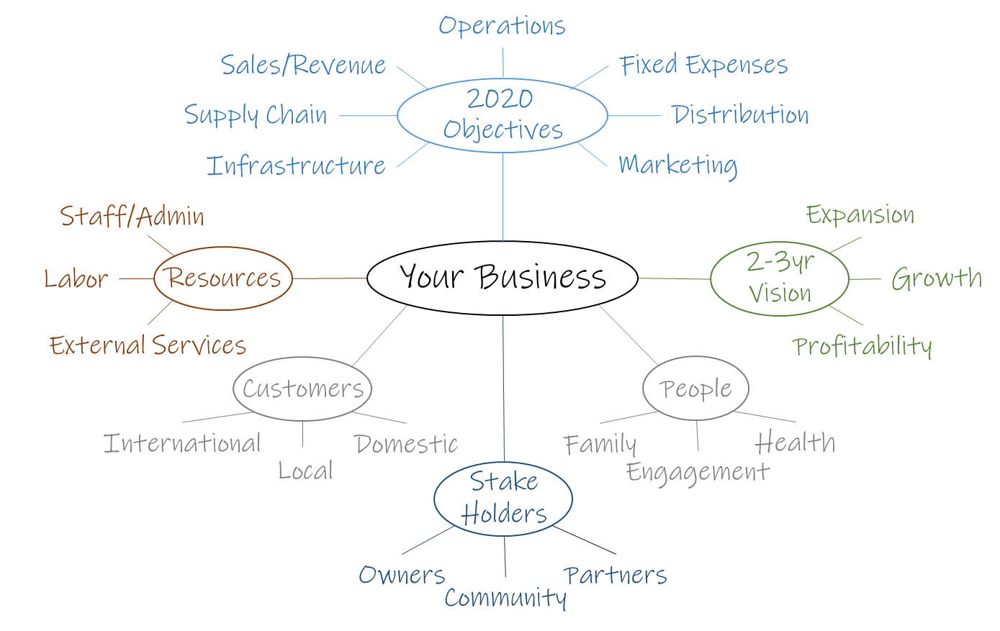 Operations
Sales/Revenue
Fixed Expenses
2020
Objectives
Supply Chain
Distribution
Infrastructure
Marketing
Staff/Admin
Expansion
Labor
Resources
Your Business
2-3yr
Vision
Growth
External Services
Profitability
Customers
People
International
Local
Domestic
Family
Engagement
Health
Stake
Holders
Owners
Community
Partners